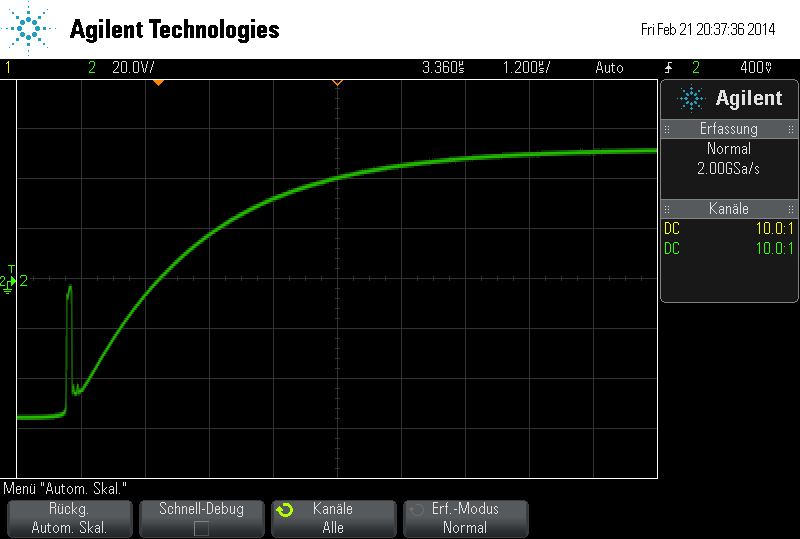 Agilent Technologies
Fri Feb 21 20:37:36 2014
1 2 20.0V/ 3.360s 1.200s/ Auto 2 400V
Agilent
Erfassung
Normal
2.00GSa/s
Kanäle
DC 10.0:1
DC 10.0:1
T
2 2
Menü "Autom. Skal."
Rückg.
Autom. Skal.
Schnell-Debug
Kanäle
Alle
Erf.-Modus
Normal